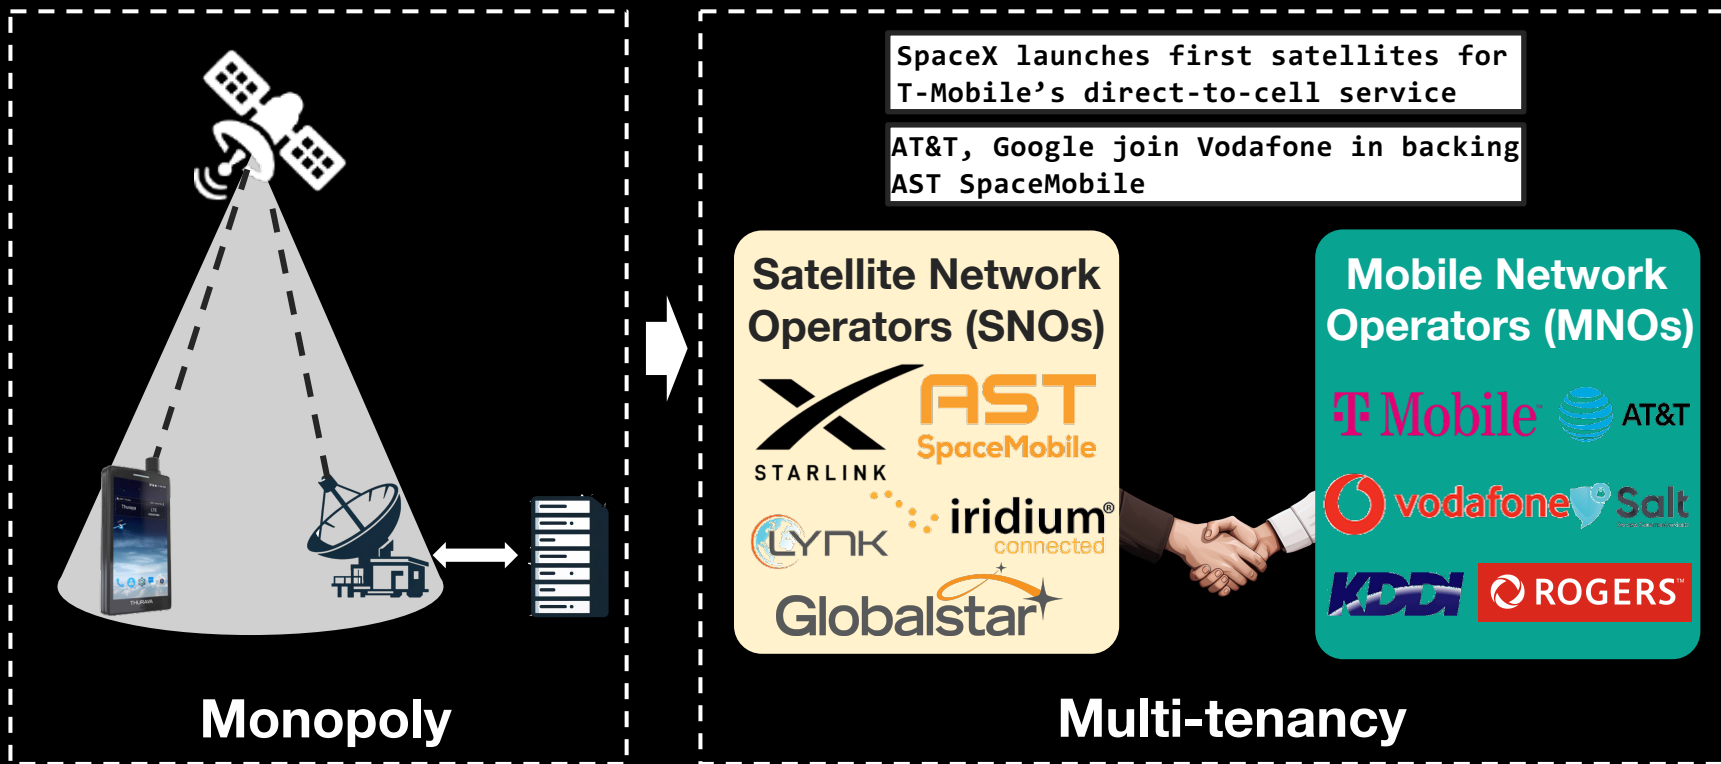 SpaceX launches first satellites for
T-Mobile’s direct-to-cell service
AT&T, Google join Vodafone in backing
AST SpaceMobile
Satellite Network
Operators (SNOs)
STARLINK
AST
SpaceMobile
LYNK
iridium®
connected
Globalstar
Mobile Network
Operators (MNOs)
T Mobile
AT&T
vodafone
Salt
KDDI
ROGERS™
THURAYA
Monopoly
Multi-tenancy